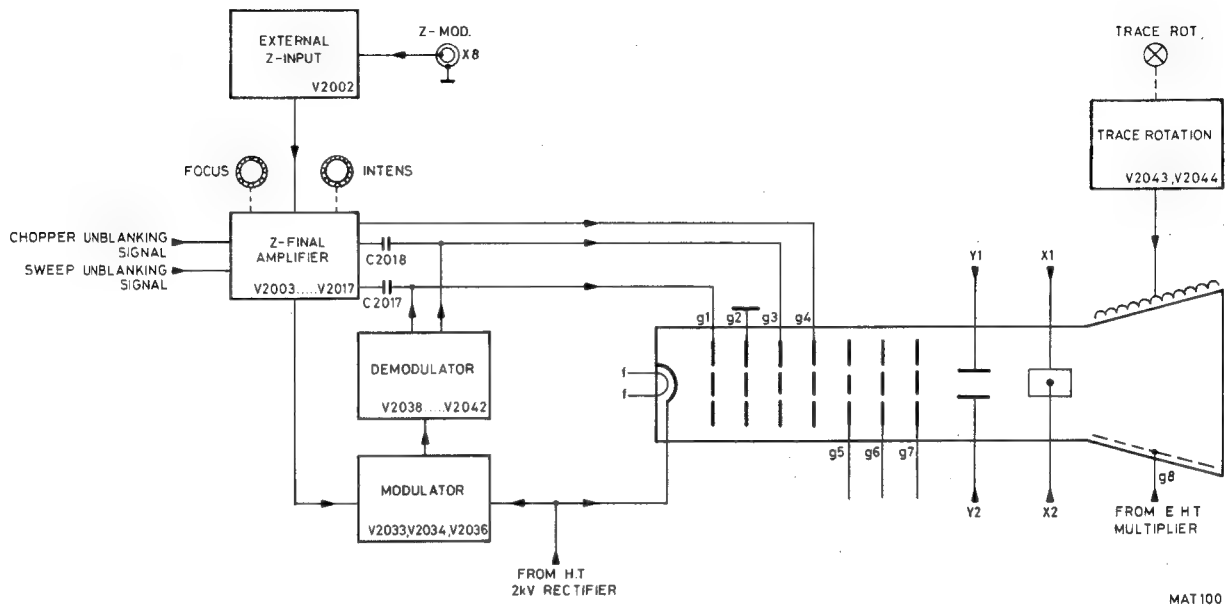 EXTERNAL
Z-INPUT
V2002
Z-MOD.
X8
TRACE ROT.
TRACE ROTATION
V2043,V2044
FOCUS
INTENS
CHOPPER UNBLANKING
SIGNAL
SWEEP UNBLANKING
SIGNAL
Z-FINAL
AMPLIFIER
V2003.....V2017
C2018
C2017
DEMODULATOR
V2038.....V2042
MODULATOR
V2033,V2034,V2036
FROM H.T
2kV RECTIFIER
g1
g2
g3
g4
f
f
g5
g6
g7
Y1
X1
Y2
X2
g8
FROM E H T
MULTIPLIER
MAT100